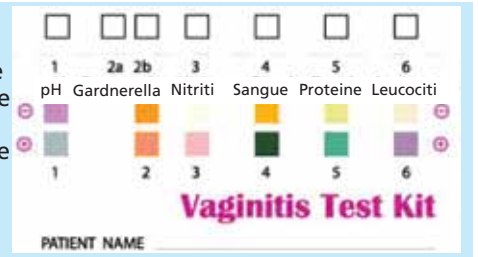 1 2a 2b 3 4 5 6
pH Gardnerella Nitriti Sangue Proteine Leucociti
e
e
⊖ ⊖
e ⊕ ⊕
1 2 3 4 5 6
Vaginitis Test Kit
PATIENT NAME